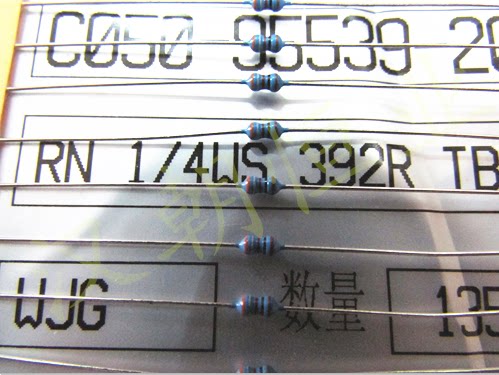 C050 95539 20
RN 1/4WS 392R TB
WJG 数量 135